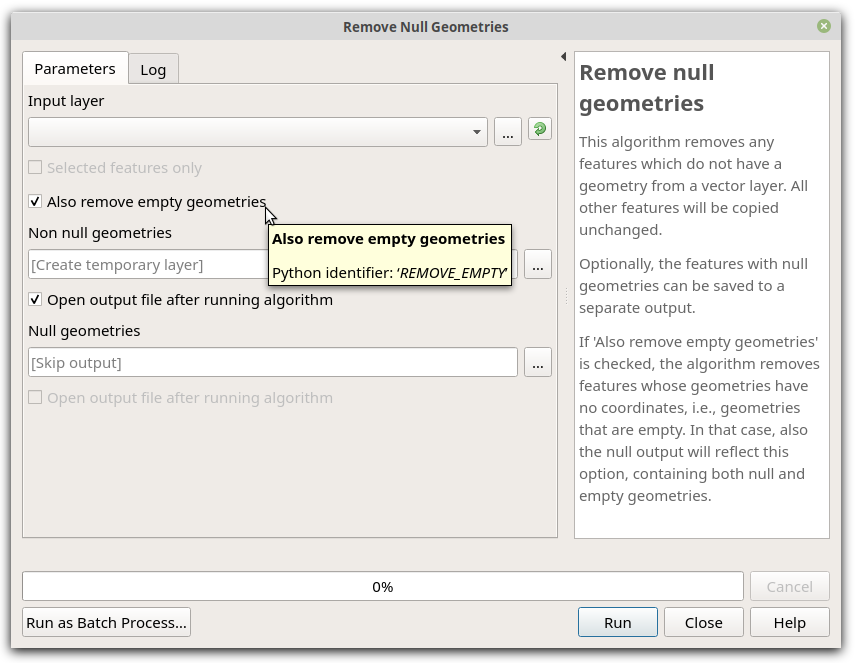 Remove Null Geometries
Parameters
Log
Input layer
...
Selected features only
Also remove empty geometries
Also remove empty geometries
Python identifier: ‘REMOVE_EMPTY’
Non null geometries
[Create temporary layer]
...
Open output file after running algorithm
Null geometries
[Skip output]
...
Open output file after running algorithm
Remove null
geometries
This algorithm removes any
features which do not have a
geometry from a vector layer. All
other features will be copied
unchanged.
Optionally, the features with null
geometries can be saved to a
separate output.
If 'Also remove empty geometries'
is checked, the algorithm removes
features whose geometries have
no coordinates, i.e., geometries
that are empty. In that case, also
the null output will reflect this
option, containing both null and
empty geometries.
0%
Cancel
Run as Batch Process...
Run
Close
Help